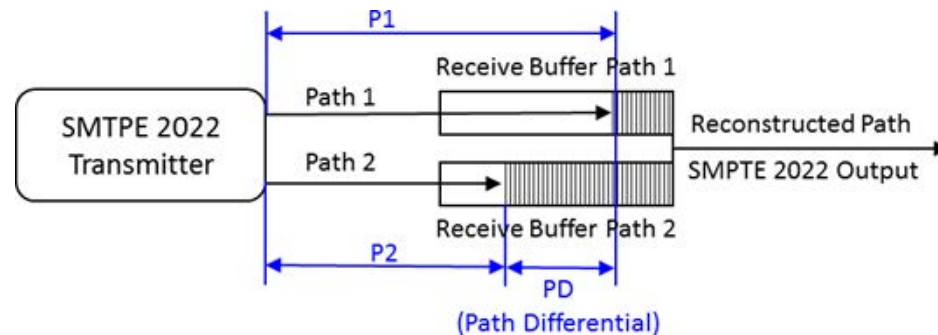 P1
Receive Buffer Path 1
Path 1
SMTPE 2022
Transmitter
Reconstructed Path
Path 2
SMPTE 2022 Output
Receive Buffer Path 2
P2
PD
(Path Differential)